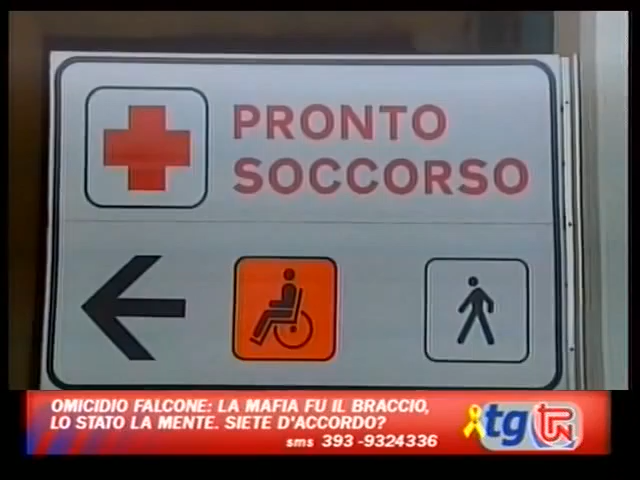 PRONTO
SOCCORSO
OMICIDIO FALCONE: LA MAFIA FU IL BRACCIO,
LO STATO LA MENTE. SIETE D'ACCORDO?
sms 393 -9324336
tg